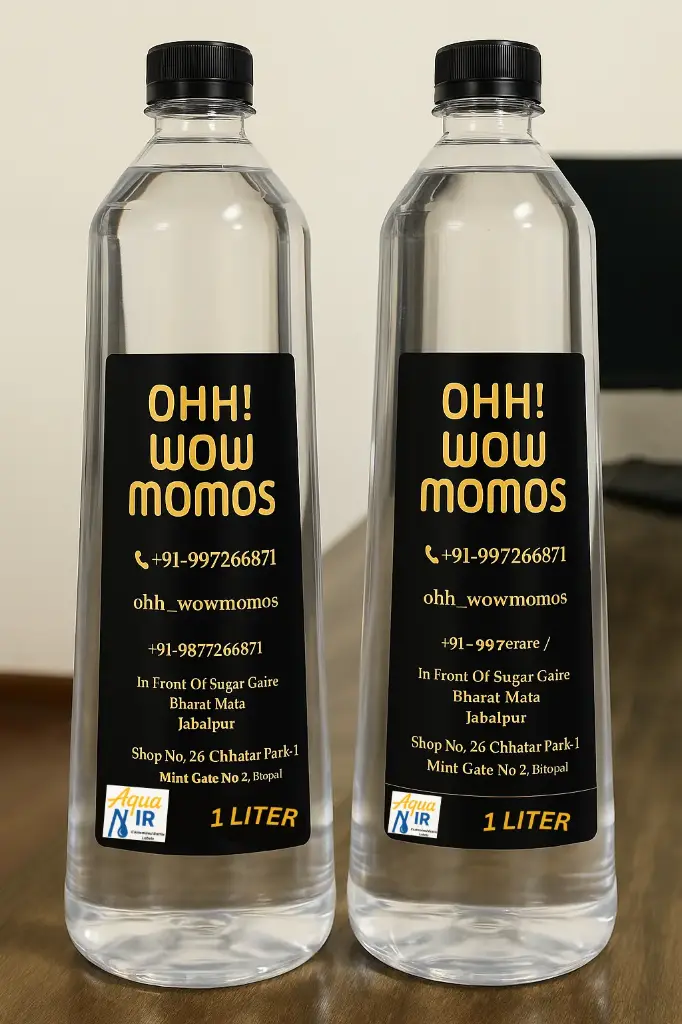 OHH!
WOW
MOMOS
+91-997266871
ohh_wowmomos
+91-9877266871
In Front Of Sugar Gaire
Bharat Mata
Jabalpur
Shop No, 26 Chhatar Park-1
Mint Gate No 2, Bitopal
Aqua
NIR
1 LITER
OHH!
WOW
MOMOS
+91-997266871
ohh_wowmomos
+91-997erare /
In Front Of Sugar Gaire
Bharat Mata
Jabalpur
Shop No, 26 Chhatar Park-1
Mint Gate No 2, Bitopal
Aqua
NIR
1 LITER